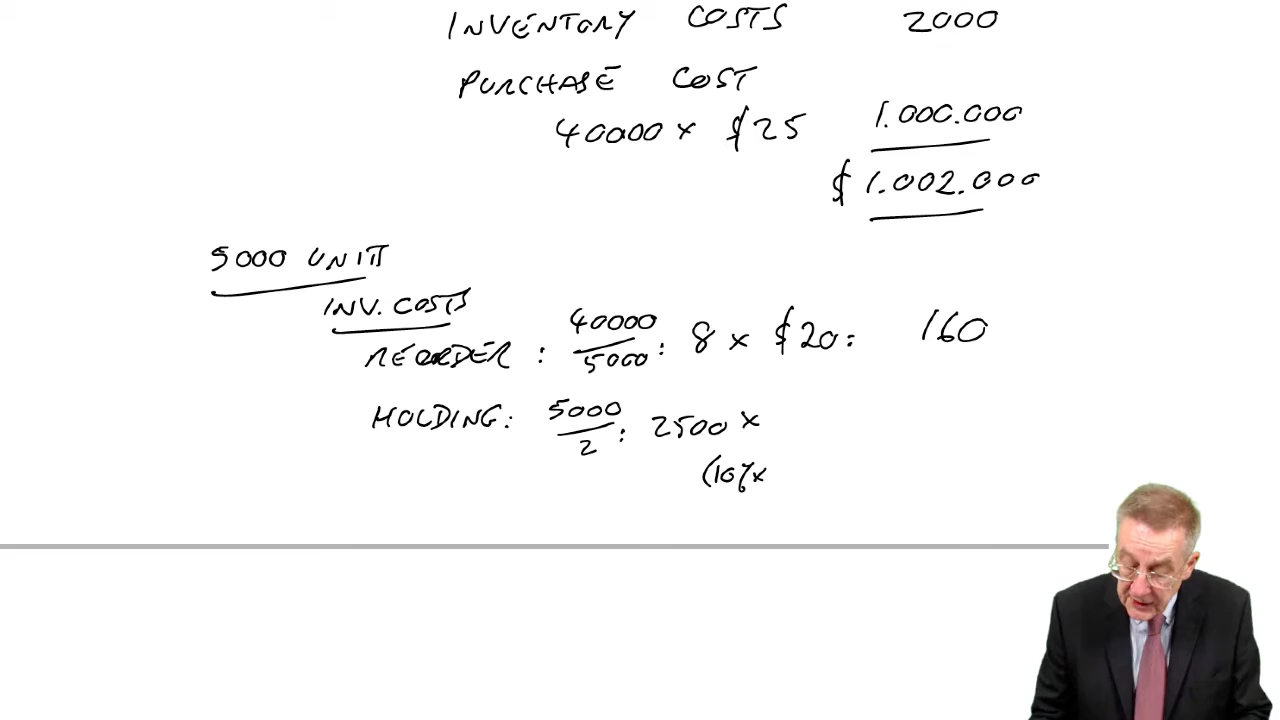 INVENTORY COSTS 2000
PURCHASE COST
40000 x $25 1.000.000
$ 1.002.000
5000 UNIT
INV. COSTS
REORDER : 40000/5000 : 8 x $20 : 160
HOLDING : 5000/2 : 2500 x
(10% x